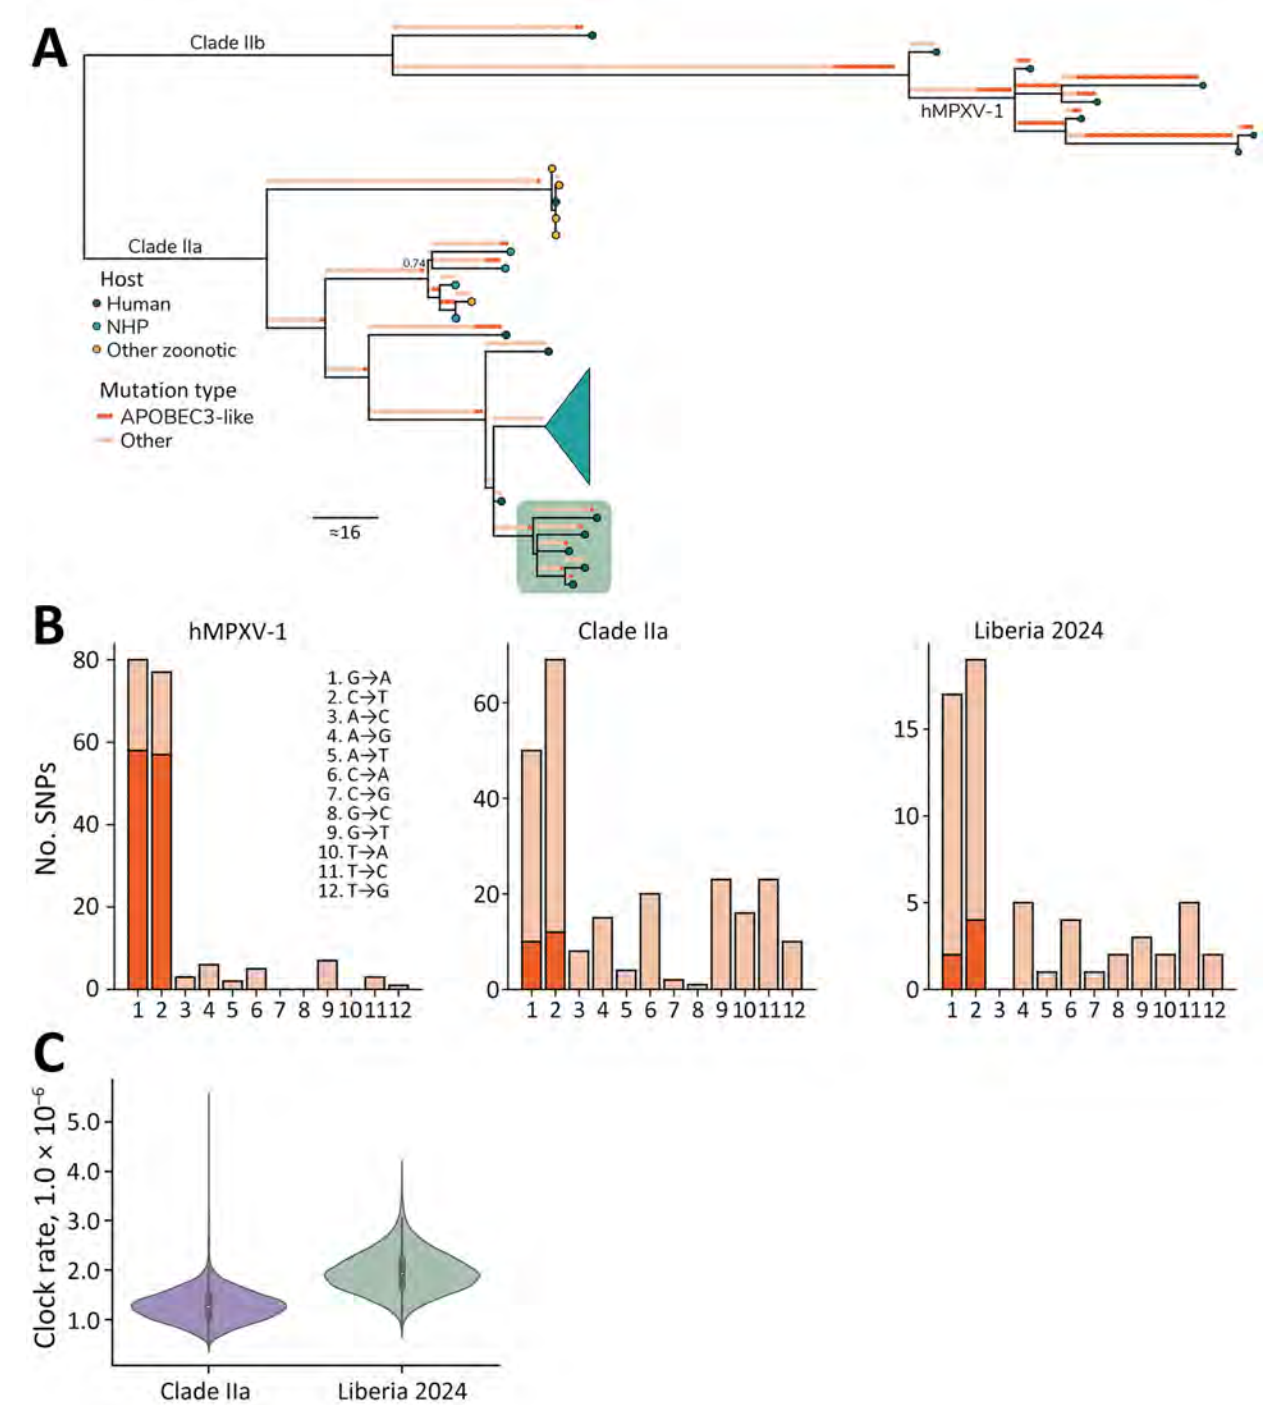 A
Clade IIb
hMPXV-1
Clade IIa
0.74
Host
Human
NHP
Other zoonotic
Mutation type
APOBEC3-like
Other
≈16
B
hMPXV-1
Clade IIa
Liberia 2024
No. SNPs
80
60
40
20
0
1 2 3 4 5 6 7 8 9 10 11 12
1. G→A
2. C→T
3. A→C
4. A→G
5. A→T
6. C→A
7. C→G
8. G→C
9. G→T
10. T→A
11. T→C
12. T→G
60
40
20
0
1 2 3 4 5 6 7 8 9 10 11 12
15
10
5
0
1 2 3 4 5 6 7 8 9 10 11 12
C
Clock rate, 1.0 × 10⁻⁶
5.0
4.0
3.0
2.0
1.0
Clade IIa
Liberia 2024